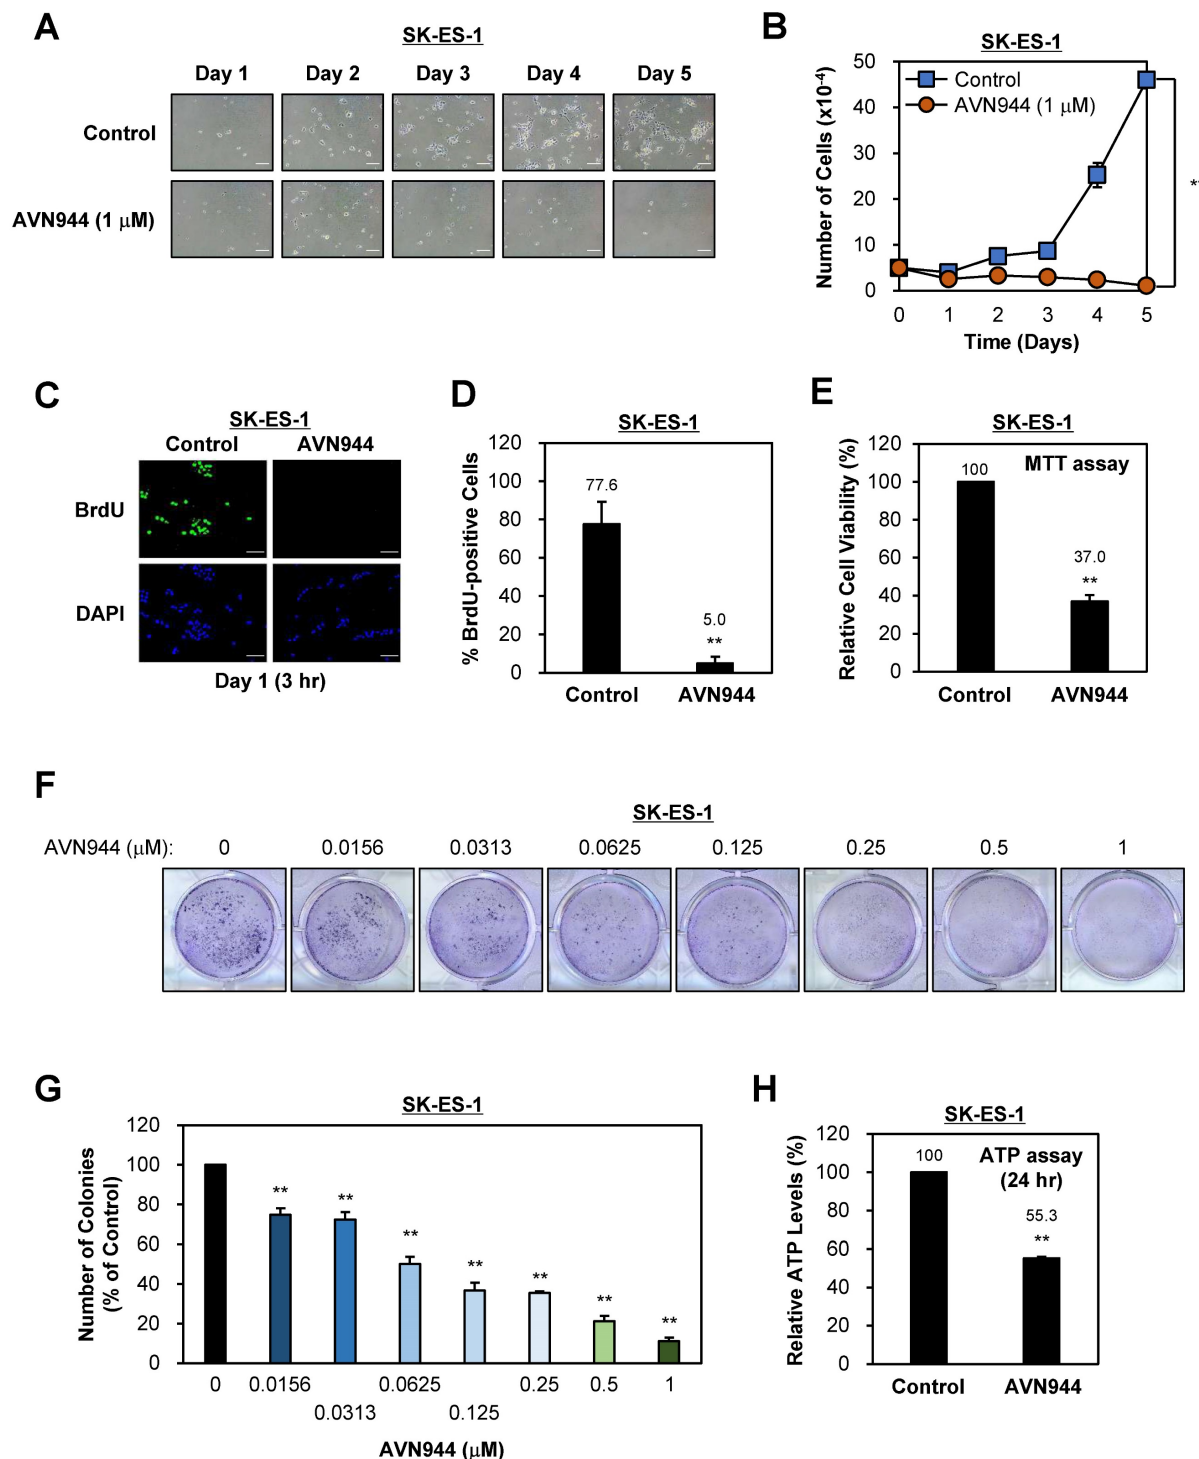 A
SK-ES-1
Day 1 Day 2 Day 3 Day 4 Day 5
Control
AVN944 (1 μM)
B
SK-ES-1
Number of Cells (x10⁻⁴)
50
40
30
20
10
0
Control
AVN944 (1 μM)
**
0 1 2 3 4 5
Time (Days)
C
SK-ES-1
Control AVN944
BrdU
DAPI
Day 1 (3 hr)
D
SK-ES-1
% BrdU-positive Cells
120
100
80
60
40
20
0
77.6
5.0
**
Control AVN944
E
SK-ES-1
Relative Cell Viability (%)
120
100
80
60
40
20
0
MTT assay
100
37.0
**
Control AVN944
F
SK-ES-1
AVN944 (μM): 0 0.0156 0.0313 0.0625 0.125 0.25 0.5 1
G
SK-ES-1
Number of Colonies
(% of Control)
120
100
80
60
40
20
0
**
**
**
**
**
**
**
0 0.0156 0.0625 0.25 0.5 1
0.0313 0.125
AVN944 (μM)
H
SK-ES-1
Relative ATP Levels (%)
120
100
80
60
40
20
0
ATP assay
(24 hr)
100
55.3
**
Control AVN944